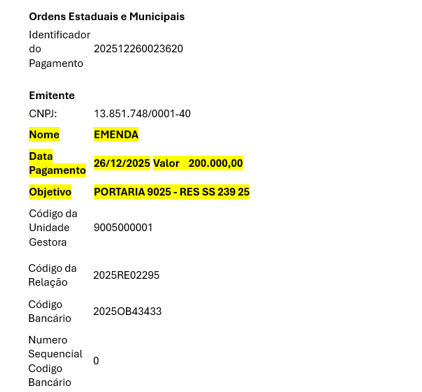 Ordens Estaduais e Municipais
Identificador
do 202512260023620
Pagamento
Emitente
CNPJ: 13.851.748/0001-40
Nome EMENDA
Data
Pagamento 26/12/2025 Valor 200.000,00
Objetivo PORTARIA 9025 - RES SS 239 25
Código da
Unidade 9005000001
Gestora
Código da
Relação 2025RE02295
Código
Bancário 2025OB43433
Numero
Sequencial 0
Codigo
Bancário